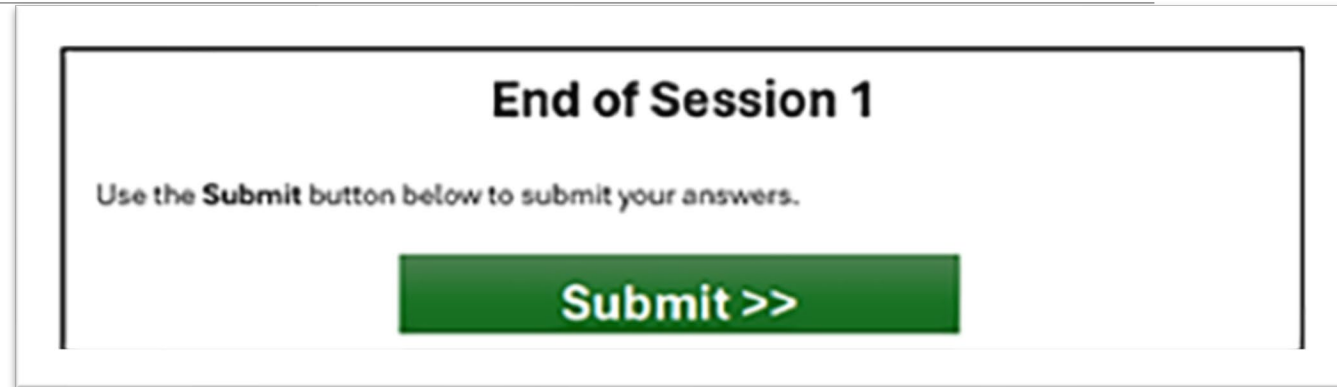 End of Session 1
Use the Submit button below to submit your answers.
Submit >>